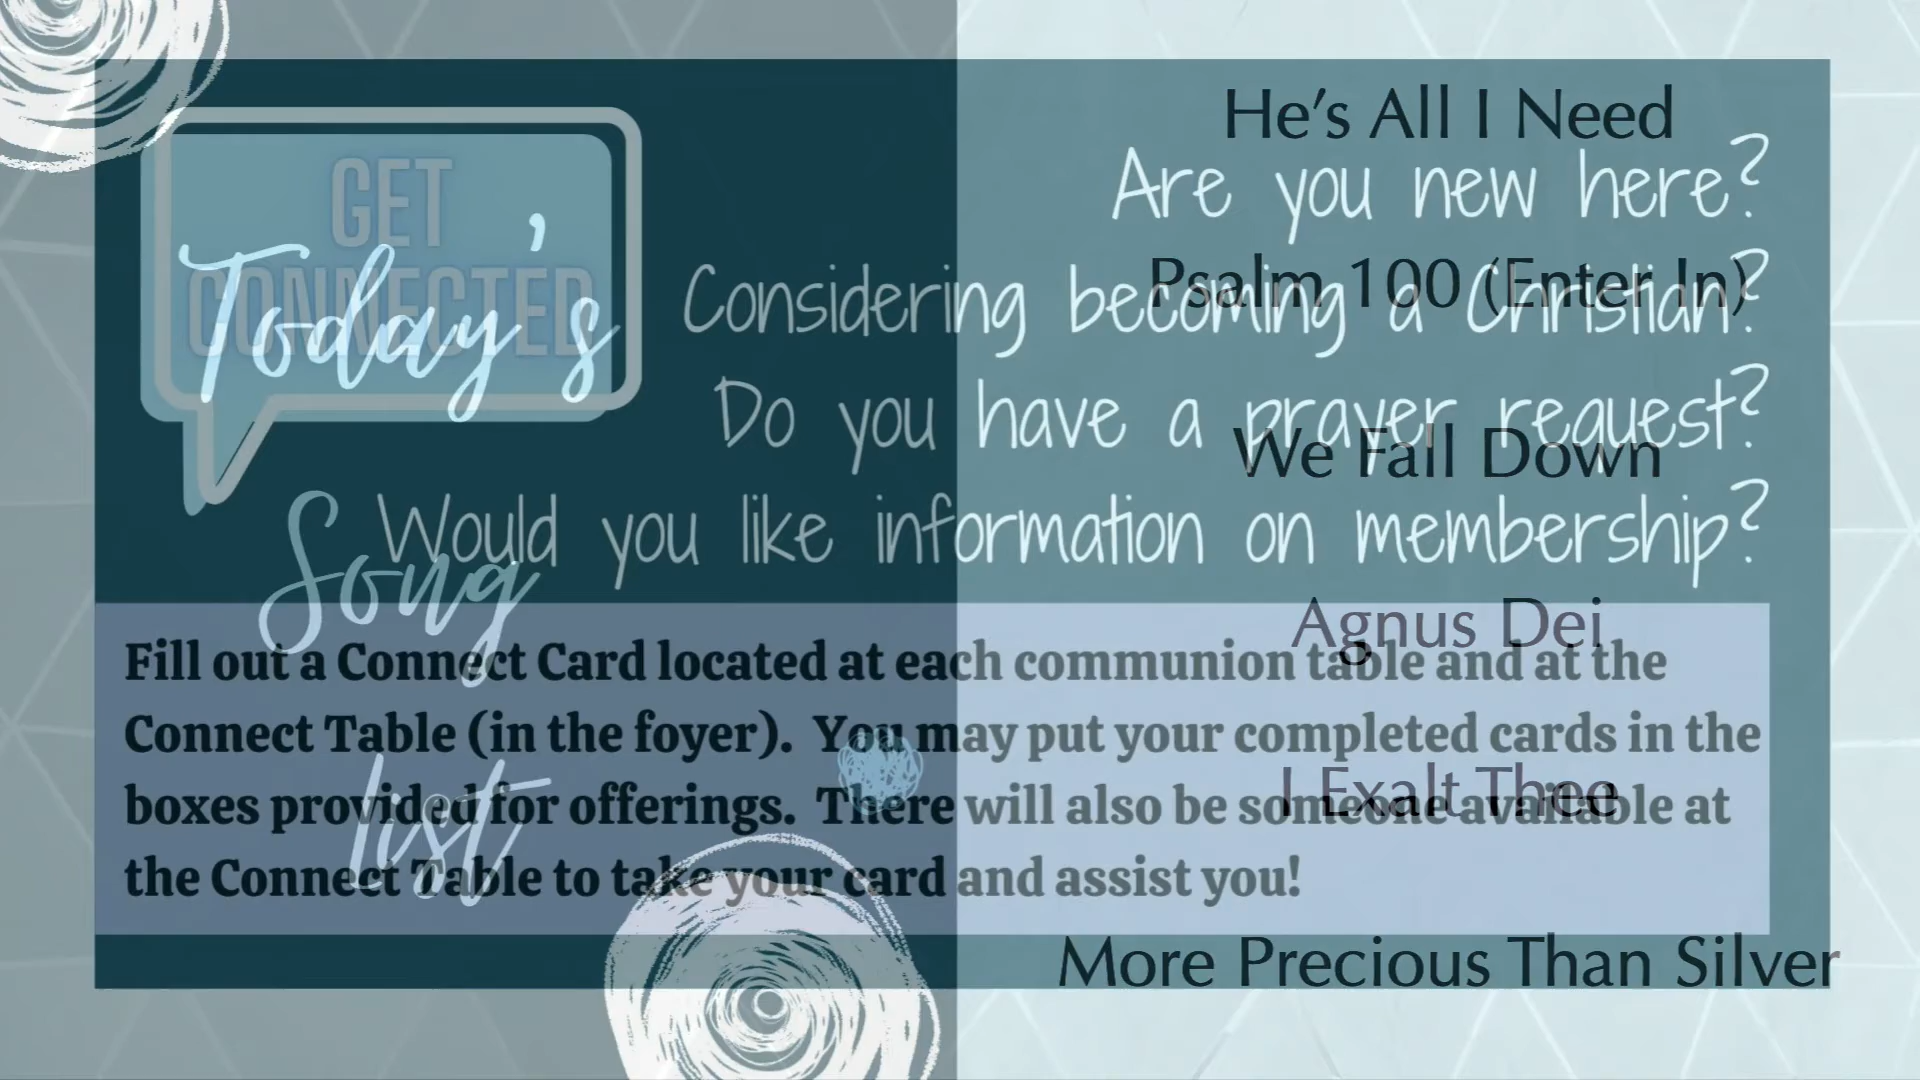 GET
CONNECTED
Are you new here?
Considering becoming a Christian?
Do you have a prayer request?
Would you like information on membership?
Fill out a Connect Card located at each communion table and at the
Connect Table (in the foyer).  You may put your completed cards in the
boxes provided for offerings.  There will also be someone available at
the Connect Table to take your card and assist you!
Today's
Song
list
He's All I Need
Psalm 100 (Enter In)
We Fall Down
Agnus Dei
I Exalt Thee
More Precious Than Silver